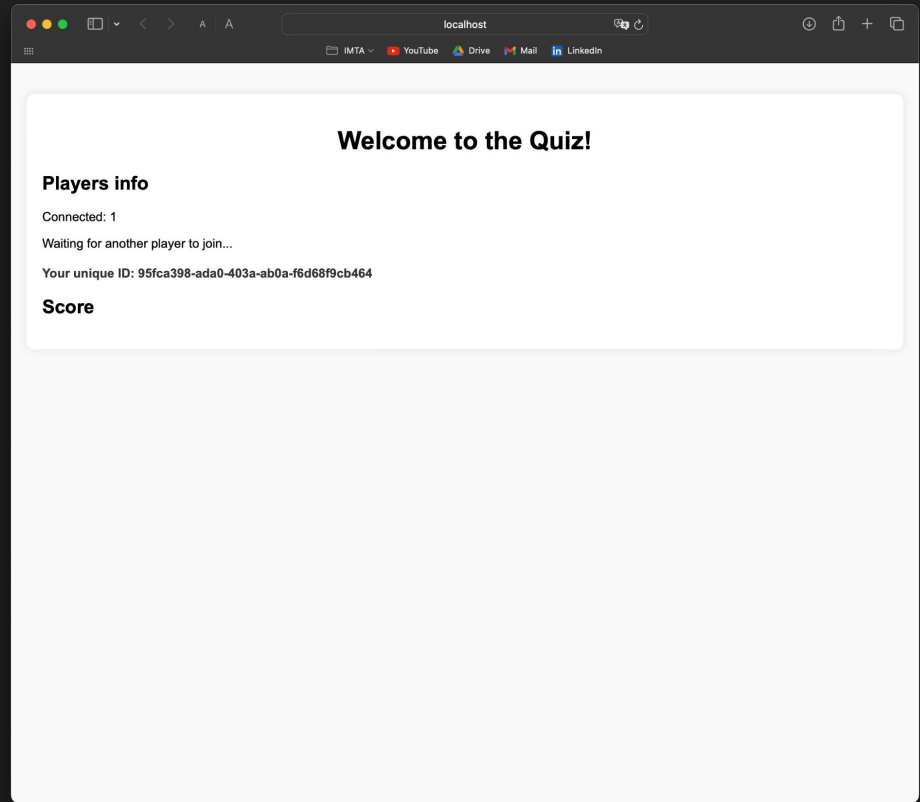 A A localhost
IMTA YouTube Drive Mail in LinkedIn
Welcome to the Quiz!
Players info
Connected: 1
Waiting for another player to join...
Your unique ID: 95fca398-ada0-403a-ab0a-f6d68f9cb464
Score